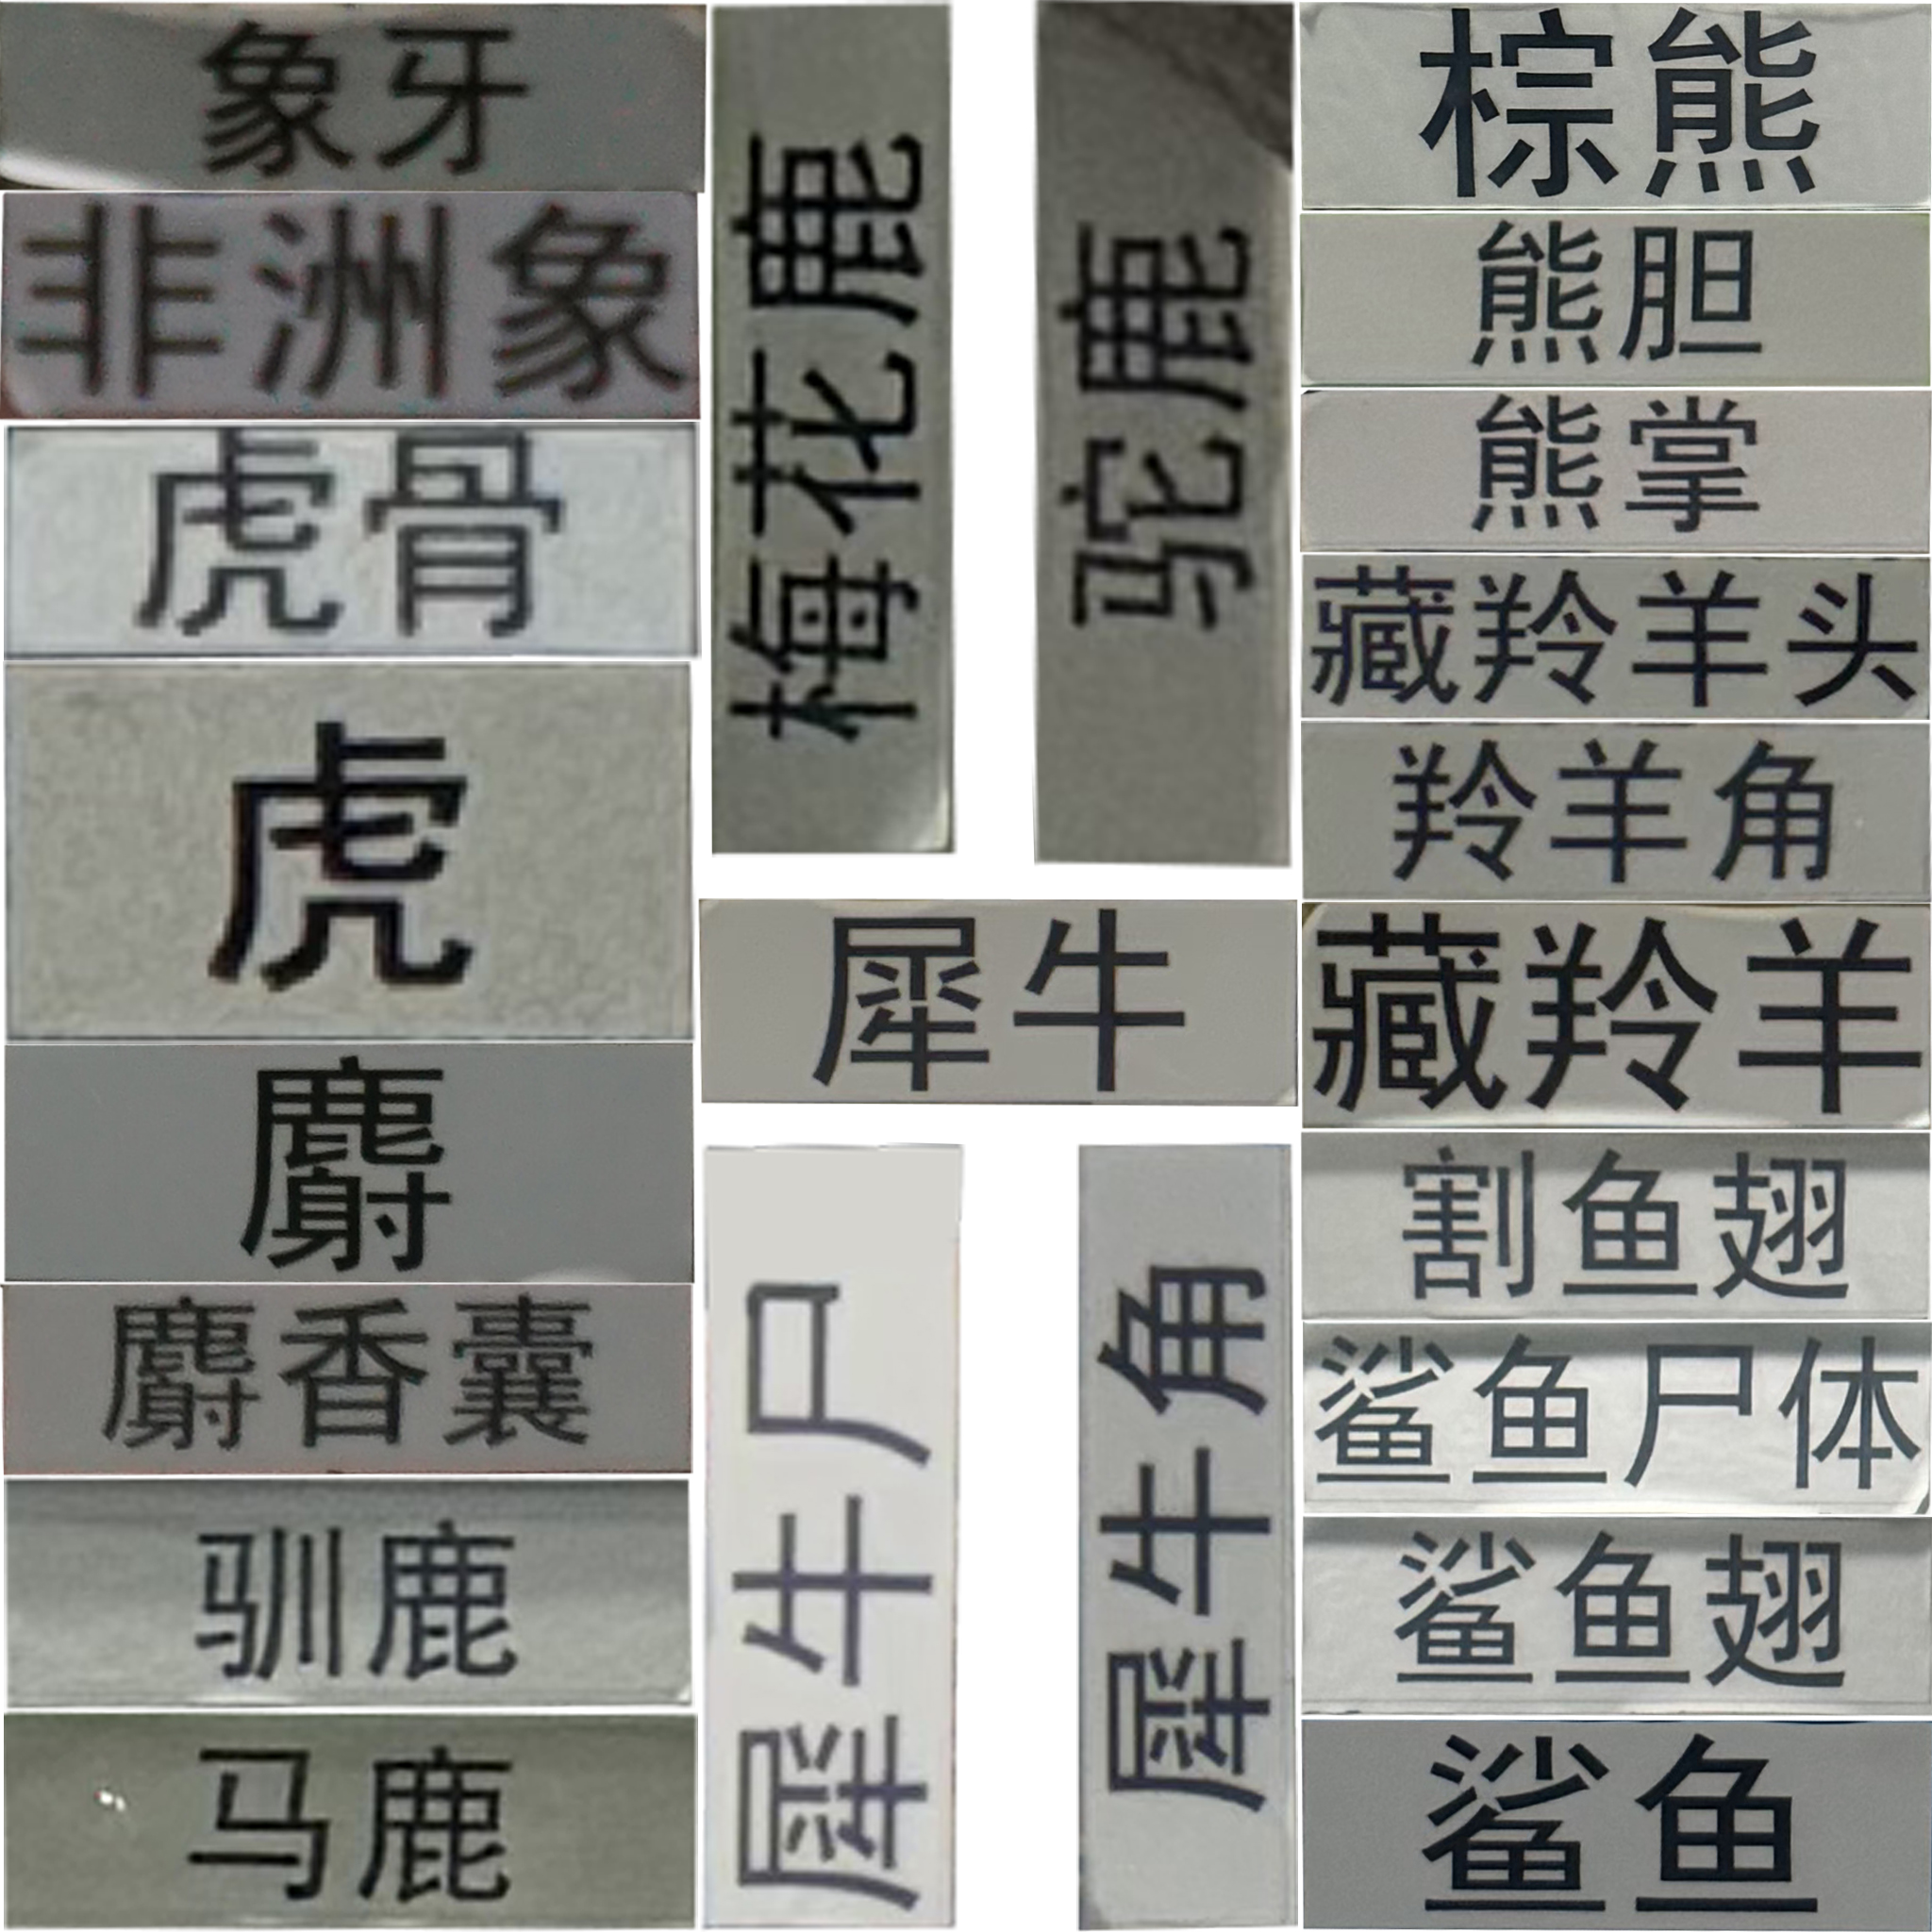 象牙
非洲象
虎骨
虎
麝
麝香囊
驯鹿
马鹿
梅花鹿
驼鹿
犀牛
犀牛尸
犀牛角
棕熊
熊胆
熊掌
藏羚羊头
羚羊角
藏羚羊
割鱼翅
鲨鱼尸体
鲨鱼翅
鲨鱼